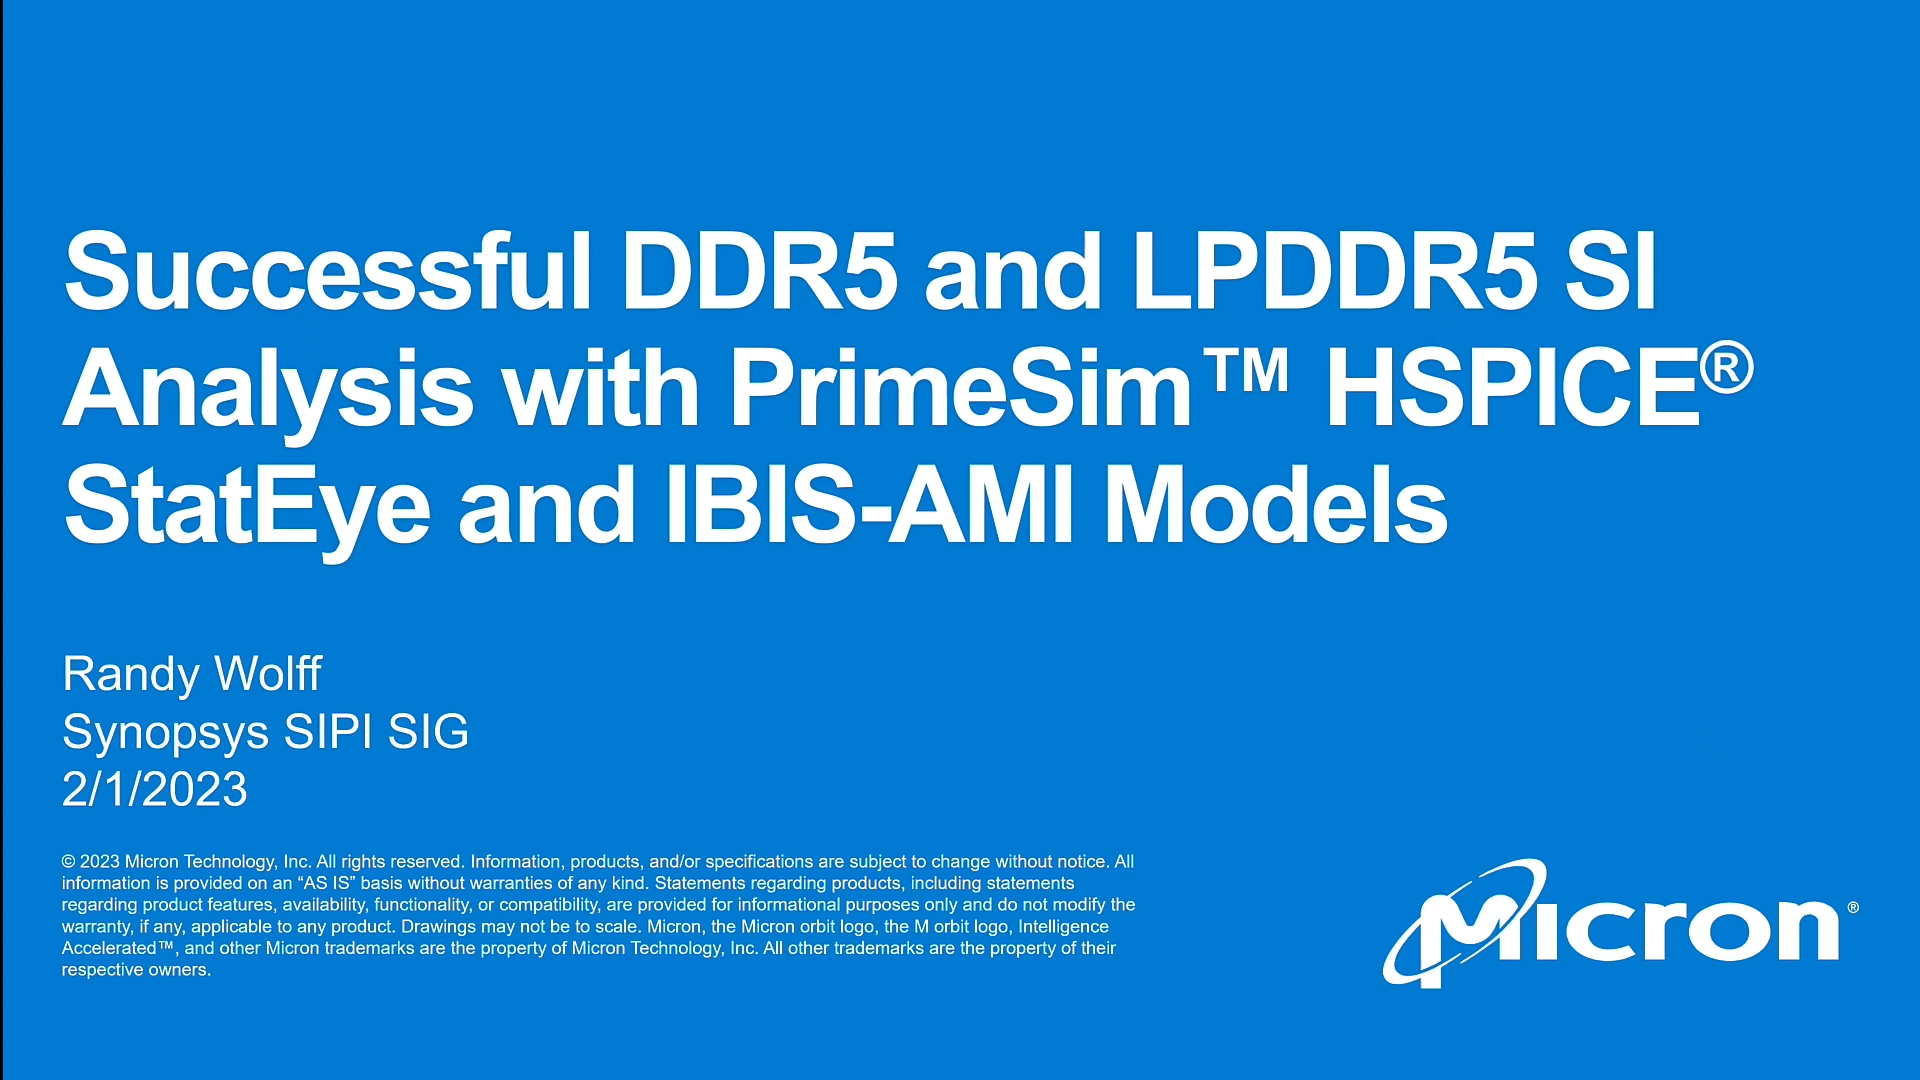 Successful DDR5 and LPDDR5 SI
Analysis with PrimeSim™ HSPICE®
StatEye and IBIS-AMI Models
Randy Wolff
Synopsys SIPI SIG
2/1/2023
© 2023 Micron Technology, Inc. All rights reserved. Information, products, and/or specifications are subject to change without notice. All
information is provided on an “AS IS” basis without warranties of any kind. Statements regarding products, including statements
regarding product features, availability, functionality, or compatibility, are provided for informational purposes only and do not modify the
warranty, if any, applicable to any product. Drawings may not be to scale. Micron, the Micron orbit logo, the M orbit logo, Intelligence
Accelerated™, and other Micron trademarks are the property of Micron Technology, Inc. All other trademarks are the property of their
respective owners.
Micron®